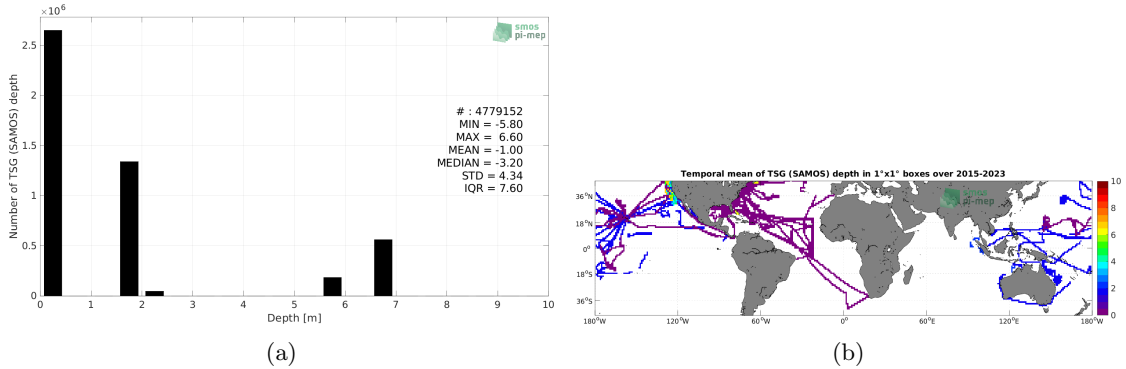 ×10⁶
smos
pi-mep
2.5
2
1.5
1
0.5
0
Number of TSG (SAMOS) depth
# : 4779152
MIN = -5.80
MAX = 6.60
MEAN = -1.00
MEDIAN = -3.20
STD = 4.34
IQR = 7.60
0 1 2 3 4 5 6 7 8 9 10
Depth [m]
(a)
Temporal mean of TSG (SAMOS) depth in 1°x1° boxes over 2015-2023
smos
pi-mep
36°N
18°N
0°
18°S
36°S
180°W 120°W 60°W 0° 60°E 120°E 180°E
10
8
6
4
2
0
(b)